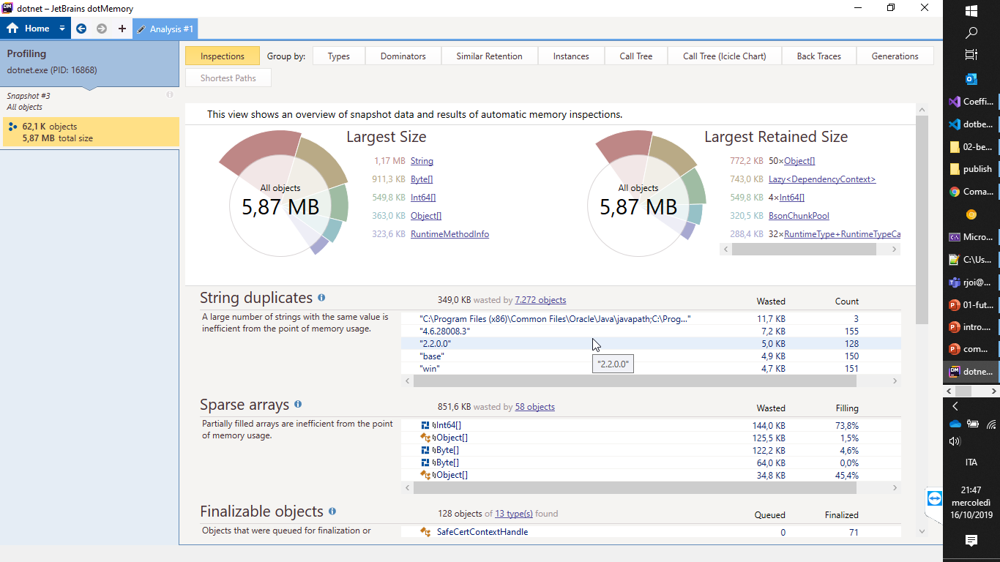 dotnet – JetBrains dotMemory
Home
Analysis #1
Profiling
dotnet.exe (PID: 16868)
Snapshot #3
All objects
62,1 K objects
5,87 MB total size
Inspections Group by: Types Dominators Similar Retention Instances Call Tree Call Tree (Icicle Chart) Back Traces Generations
Shortest Paths
This view shows an overview of snapshot data and results of automatic memory inspections.
All objects
5,87 MB
Largest Size
1,17 MB String
911,3 KB Byte[]
549,8 KB Int64[]
363,0 KB Object[]
323,6 KB RuntimeMethodInfo
All objects
5,87 MB
Largest Retained Size
772,2 KB 50×Object[]
743,0 KB Lazy<DependencyContext>
549,8 KB 4×Int64[]
320,5 KB BsonChunkPool
288,4 KB 32×RuntimeType+RuntimeTypeCa
String duplicates 349,0 KB wasted by 7.272 objects Wasted Count
A large number of strings with the same value is
inefficient from the point of memory usage.
"C:\Program Files (x86)\Common Files\Oracle\Java\javapath;C:\Prog..." 11,7 KB 3
"4.6.28008.3" 7,2 KB 155
"2.2.0.0" 5,0 KB 128
"base" 4,9 KB 150
"win" 4,7 KB 151
"2.2.0.0"
Sparse arrays 851,6 KB wasted by 58 objects Wasted Filling
Partially filled arrays are inefficient from the point
of memory usage.
Int64[] 144,0 KB 73,8%
Object[] 125,5 KB 1,5%
Byte[] 122,2 KB 4,6%
Byte[] 64,0 KB 0,0%
Object[] 34,8 KB 45,4%
Finalizable objects 128 objects of 13 type(s) found Queued Finalized
Objects that were queued for finalization or
SafeCertContextHandle 0 71
Coeffi...
dotbe...
02-be...
publish
Coma...
Micro...
C:\Us...
rjoi@...
01-fut...
intro....
com...
dotne...
ITA
21:47
mercoledì
16/10/2019